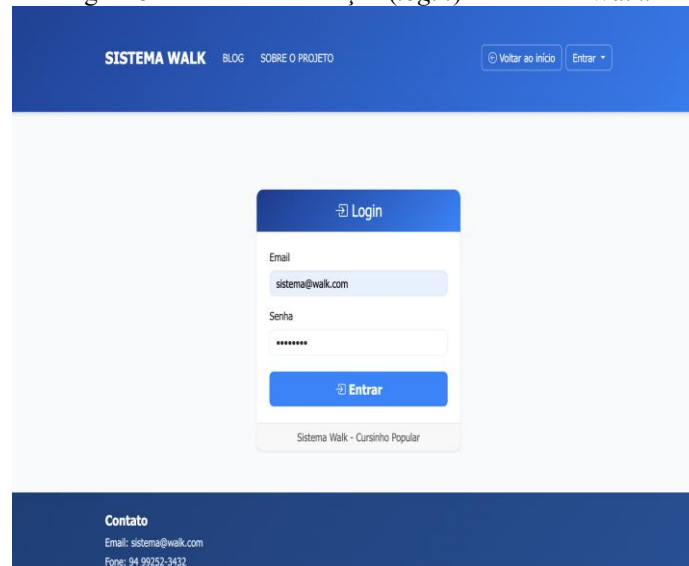 SISTEMA WALK BLOG SOBRE O PROJETO Voltar ao início Entrar
Login
Email
sistema@walk.com
Senha
••••••••
Entrar
Sistema Walk - Cursinho Popular
Contato
Email: sistema@walk.com
Fone: 94 99252-3432